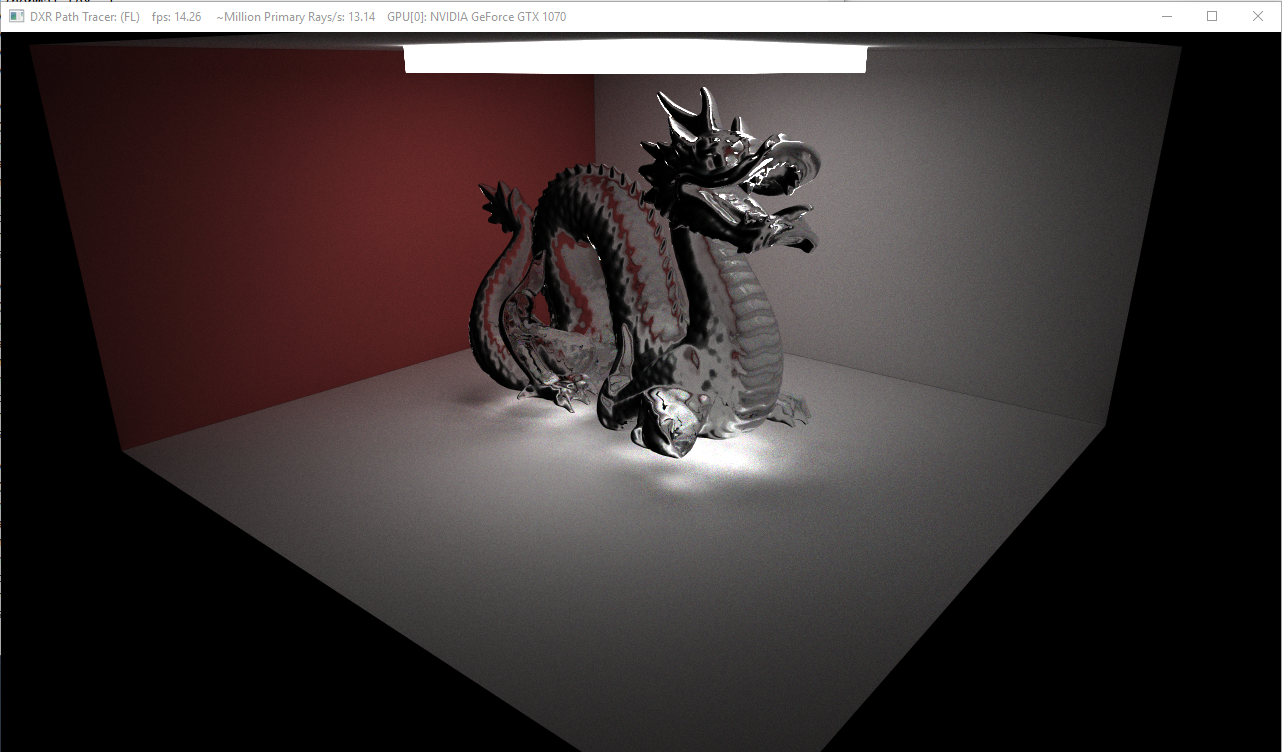 DXR Path Tracer: (FL)    fps: 14.26    ~Million Primary Rays/s: 13.14    GPU[0]: NVIDIA GeForce GTX 1070